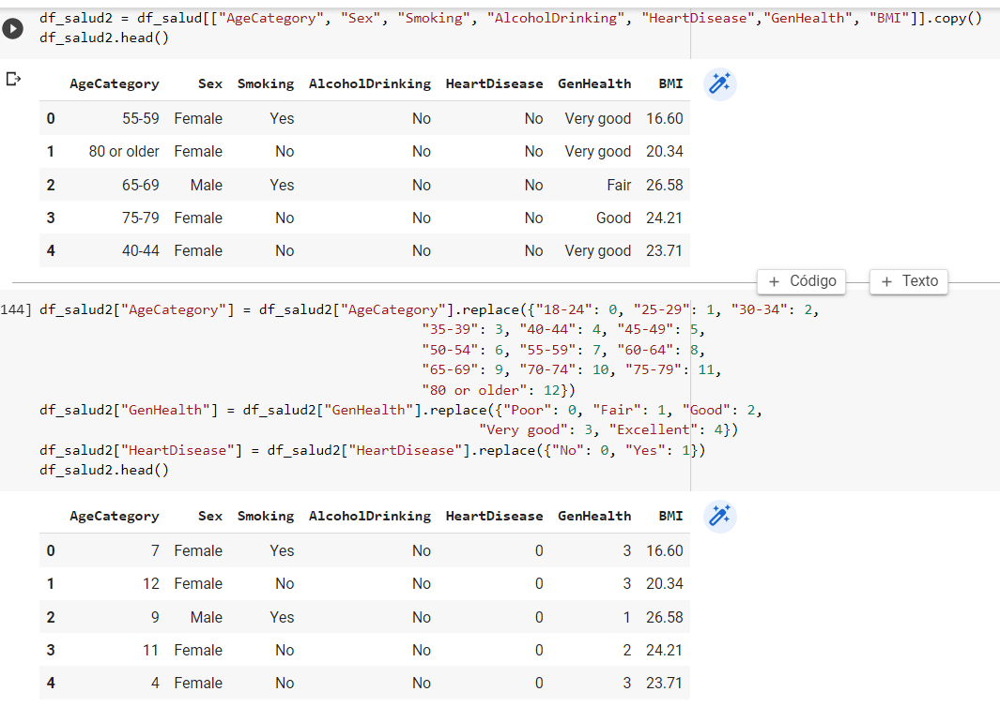 df_salud2 = df_salud[["AgeCategory", "Sex", "Smoking", "AlcoholDrinking", "HeartDisease","GenHealth", "BMI"]].copy()
df_salud2.head()
AgeCategory Sex Smoking AlcoholDrinking HeartDisease GenHealth BMI
0 55-59 Female Yes No No Very good 16.60
1 80 or older Female No No No Very good 20.34
2 65-69 Male Yes No No Fair 26.58
3 75-79 Female No No No Good 24.21
4 40-44 Female No No No Very good 23.71
+ Código + Texto
144] df_salud2["AgeCategory"] = df_salud2["AgeCategory"].replace({"18-24": 0, "25-29": 1, "30-34": 2,
"35-39": 3, "40-44": 4, "45-49": 5,
"50-54": 6, "55-59": 7, "60-64": 8,
"65-69": 9, "70-74": 10, "75-79": 11,
"80 or older": 12})
df_salud2["GenHealth"] = df_salud2["GenHealth"].replace({"Poor": 0, "Fair": 1, "Good": 2,
"Very good": 3, "Excellent": 4})
df_salud2["HeartDisease"] = df_salud2["HeartDisease"].replace({"No": 0, "Yes": 1})
df_salud2.head()
AgeCategory Sex Smoking AlcoholDrinking HeartDisease GenHealth BMI
0 7 Female Yes No 0 3 16.60
1 12 Female No No 0 3 20.34
2 9 Male Yes No 0 1 26.58
3 11 Female No No 0 2 24.21
4 4 Female No No 0 3 23.71